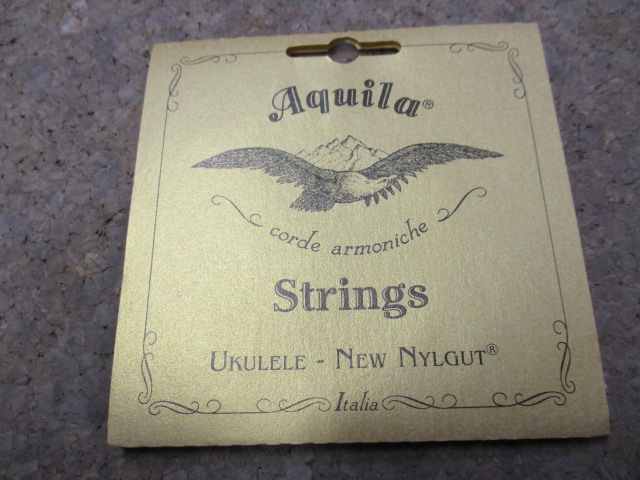 Aquila®
corde armoniche
Strings
UKULELE - NEW NYLGUT®
Italia